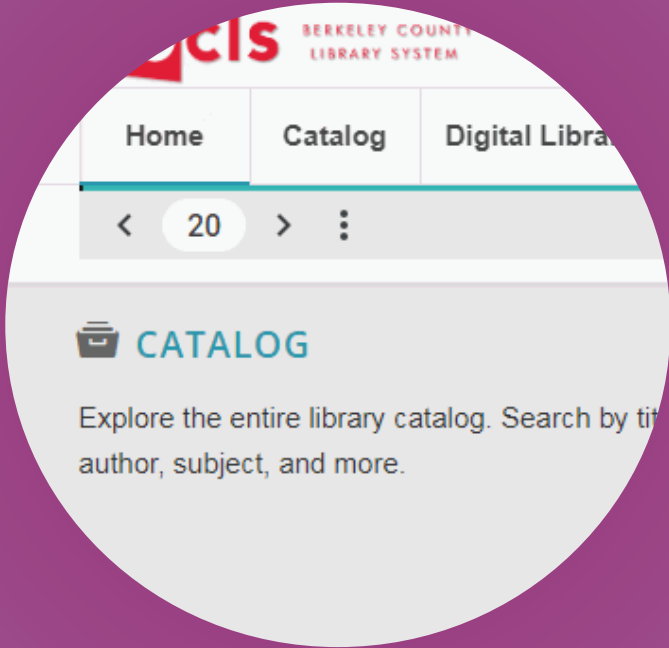 cls BERKELEY COUNTY
LIBRARY SYSTEM
Home Catalog Digital
20
CATALOG
Explore the entire library catalog. Search by
author, subject, and more.